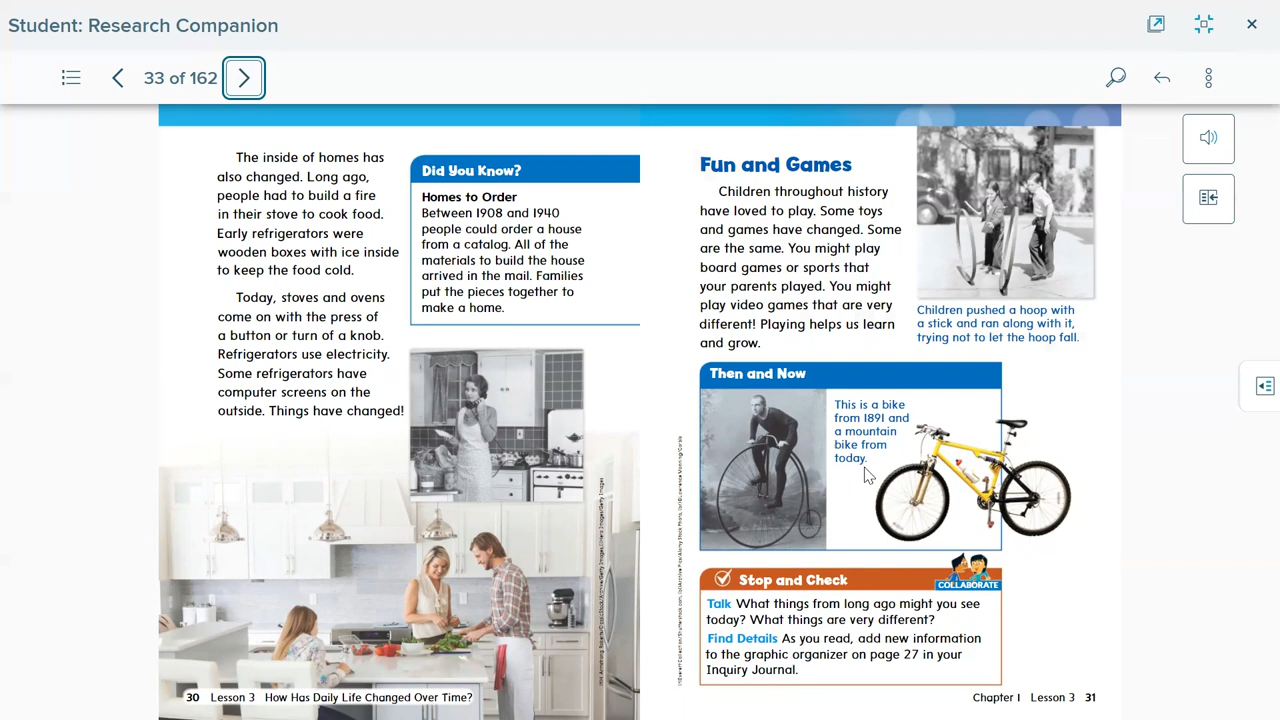 Student: Research Companion
33 of 162
The inside of homes has
also changed. Long ago,
people had to build a fire
in their stove to cook food.
Early refrigerators were
wooden boxes with ice inside
to keep the food cold.
Today, stoves and ovens
come on with the press of
a button or turn of a knob.
Refrigerators use electricity.
Some refrigerators have
computer screens on the
outside. Things have changed!
Did You Know?
Homes to Order
Between 1908 and 1940
people could order a house
from a catalog. All of the
materials to build the house
arrived in the mail. Families
put the pieces together to
make a home.
30 Lesson 3 How Has Daily Life Changed Over Time?
Fun and Games
Children throughout history
have loved to play. Some toys
and games have changed. Some
are the same. You might play
board games or sports that
your parents played. You might
play video games that are very
different! Playing helps us learn
and grow.
Children pushed a hoop with
a stick and ran along with it,
trying not to let the hoop fall.
Then and Now
This is a bike
from 1891 and
a mountain
bike from
today.
Stop and Check
COLLABORATE
Talk What things from long ago might you see
today? What things are very different?
Find Details As you read, add new information
to the graphic organizer on page 27 in your
Inquiry Journal.
Chapter 1 Lesson 3 31